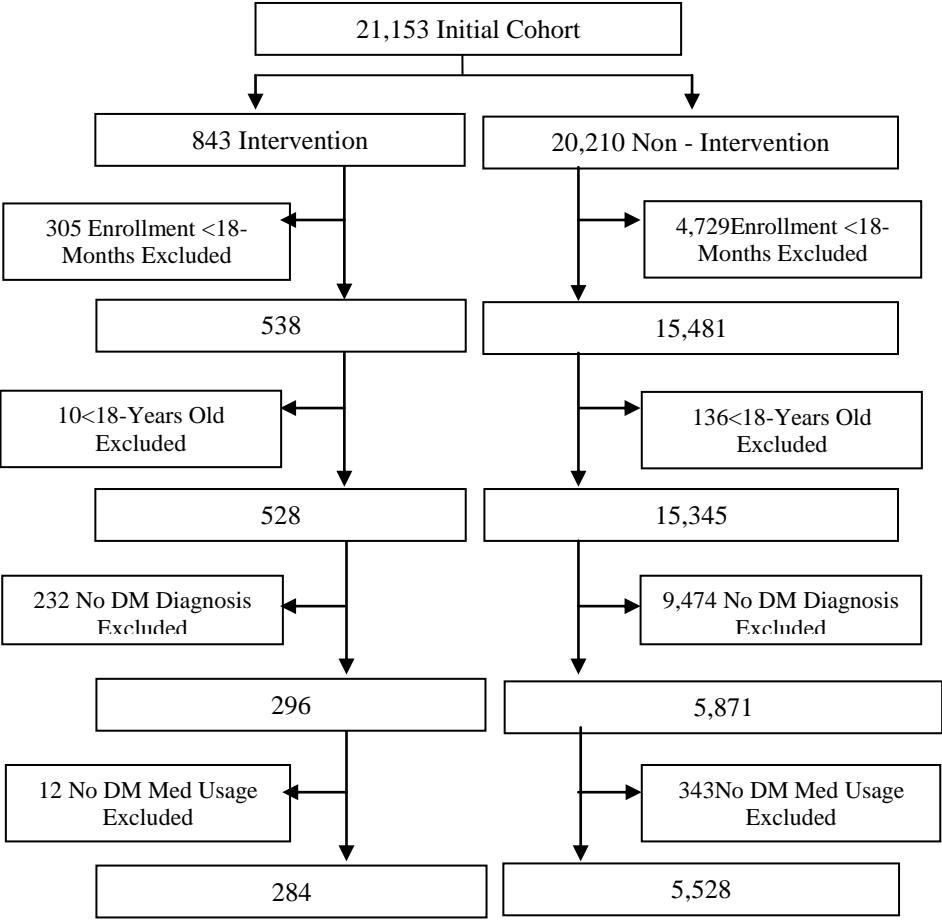 21,153 Initial Cohort
843 Intervention
20,210 Non - Intervention
305 Enrollment <18-
Months Excluded
4,729Enrollment <18-
Months Excluded
538
15,481
10<18-Years Old
Excluded
136<18-Years Old
Excluded
528
15,345
232 No DM Diagnosis
Excluded
9,474 No DM Diagnosis
Excluded
296
5,871
12 No DM Med Usage
Excluded
343No DM Med Usage
Excluded
284
5,528